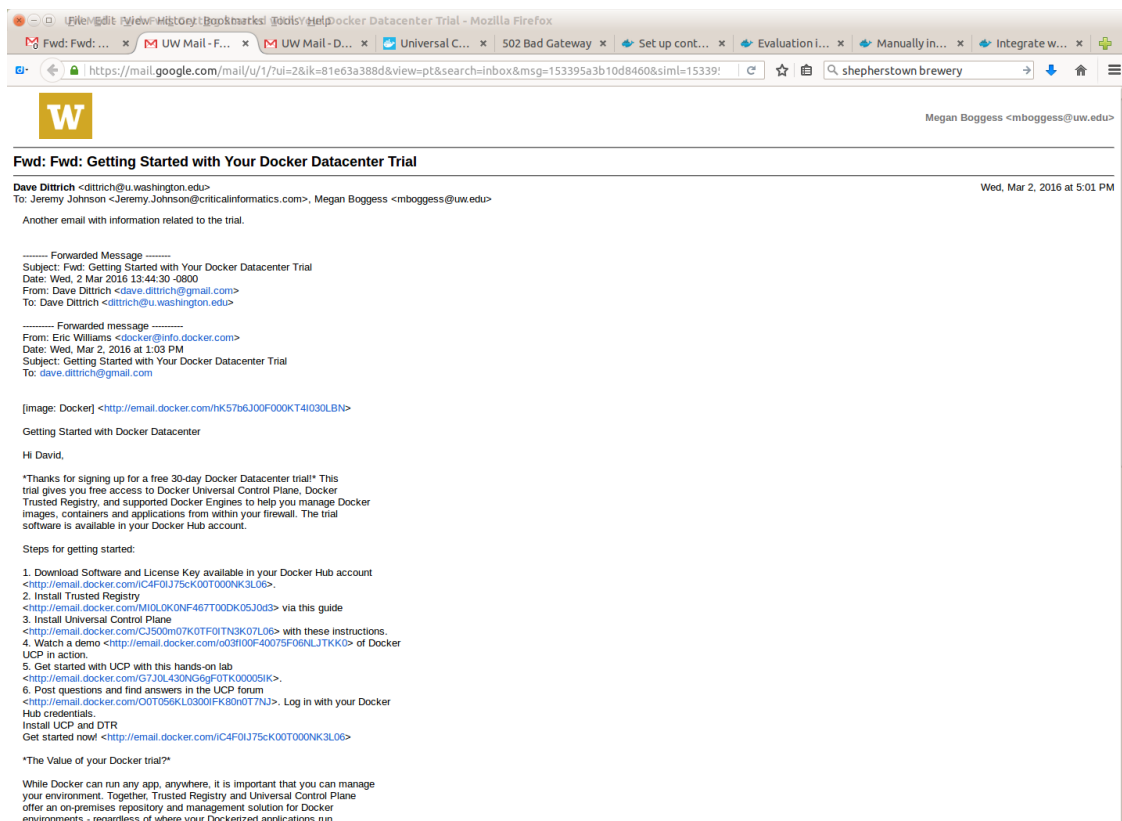 File Edit View History Bookmarks Tools Help Docker Datacenter Trial - Mozilla Firefox
Fwd: Fwd: ... UW Mail - F... UW Mail - D... Universal C... 502 Bad Gateway Set up cont... Evaluation i... Manually in... Integrate w...
https://mail.google.com/mail/u/1/?ui=2&ik=81e63a388d&view=pt&search=inbox&msg=153395a3b10d8460&siml=15339 shepherstown brewery
W
Megan Boggess <mboggess@uw.edu>
Fwd: Fwd: Getting Started with Your Docker Datacenter Trial
Dave Dittrich <dittrich@u.washington.edu> Wed, Mar 2, 2016 at 5:01 PM
To: Jeremy Johnson <Jeremy.Johnson@criticalinformatics.com>, Megan Boggess <mboggess@uw.edu>
Another email with information related to the trial.
-------- Forwarded Message --------
Subject: Fwd: Getting Started with Your Docker Datacenter Trial
Date: Wed, 2 Mar 2016 13:44:30 -0800
From: Dave Dittrich <dave.dittrich@gmail.com>
To: Dave Dittrich <dittrich@u.washington.edu>
---------- Forwarded message ----------
From: Eric Williams <docker@info.docker.com>
Date: Wed, Mar 2, 2016 at 1:03 PM
Subject: Getting Started with Your Docker Datacenter Trial
To: dave.dittrich@gmail.com
[image: Docker] <http://email.docker.com/hK57b6J00F000KT4I030LBN>
Getting Started with Docker Datacenter
Hi David,
*Thanks for signing up for a free 30-day Docker Datacenter trial!* This
trial gives you free access to Docker Universal Control Plane, Docker
Trusted Registry, and supported Docker Engines to help you manage Docker
images, containers and applications from within your firewall. The trial
software is available in your Docker Hub account.
Steps for getting started:
1. Download Software and License Key available in your Docker Hub account
<http://email.docker.com/iC4F0IJ75cK00T000NK3L06>.
2. Install Trusted Registry
<http://email.docker.com/MI0L0K0NF467T00DK05J0d3> via this guide
3. Install Universal Control Plane
<http://email.docker.com/CJ500m07K0TF0ITN3K07L06> with these instructions.
4. Watch a demo <http://email.docker.com/o03fI00F40075F06NLJTKK0> of Docker
UCP in action.
5. Get started with UCP with this hands-on lab
<http://email.docker.com/G7J0L430NG6gF0TK00005IK>.
6. Post questions and find answers in the UCP forum
<http://email.docker.com/O0T056KL0300IFK80n0T7NJ>. Log in with your Docker
Hub credentials.
Install UCP and DTR
Get started now! <http://email.docker.com/iC4F0IJ75cK00T000NK3L06>
*The Value of your Docker trial?*
While Docker can run any app, anywhere, it is important that you can manage
your environment. Together, Trusted Registry and Universal Control Plane
offer an on-premises repository and management solution for Docker
environments - regardless of where your Dockerized applications run